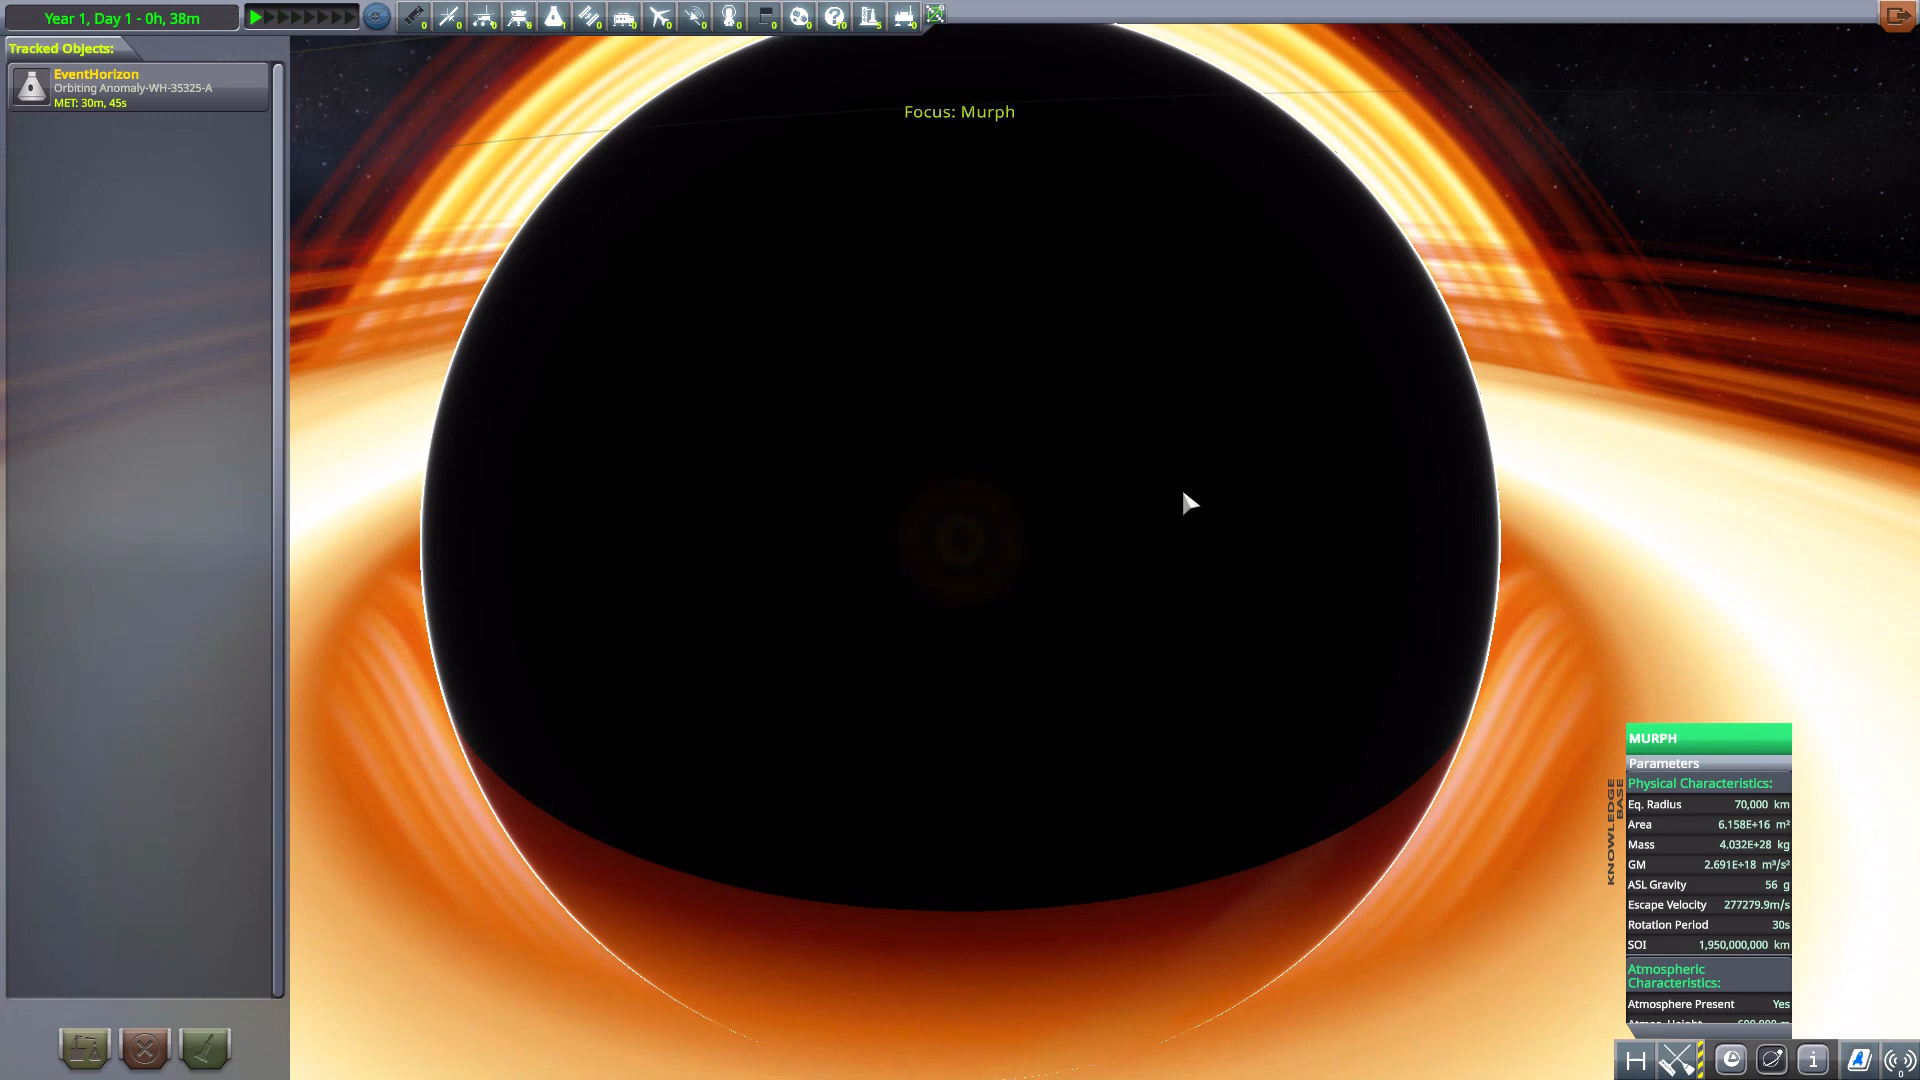 Year 1, Day 1 - 0h, 38m
Tracked Objects:
EventHorizon
Orbiting Anomaly-WH-35325-A
MET: 30m, 45s
Focus: Murph
KNOWLEDGE BASE
MURPH
Parameters
Physical Characteristics:
Eq. Radius 70,000 km
Area 6.158E+16 m²
Mass 4.032E+28 kg
GM 2.691E+18 m³/s²
ASL Gravity 56 g
Escape Velocity 277279.9m/s
Rotation Period 30s
SOI 1,950,000,000 km
Atmospheric
Characteristics:
Atmosphere Present Yes